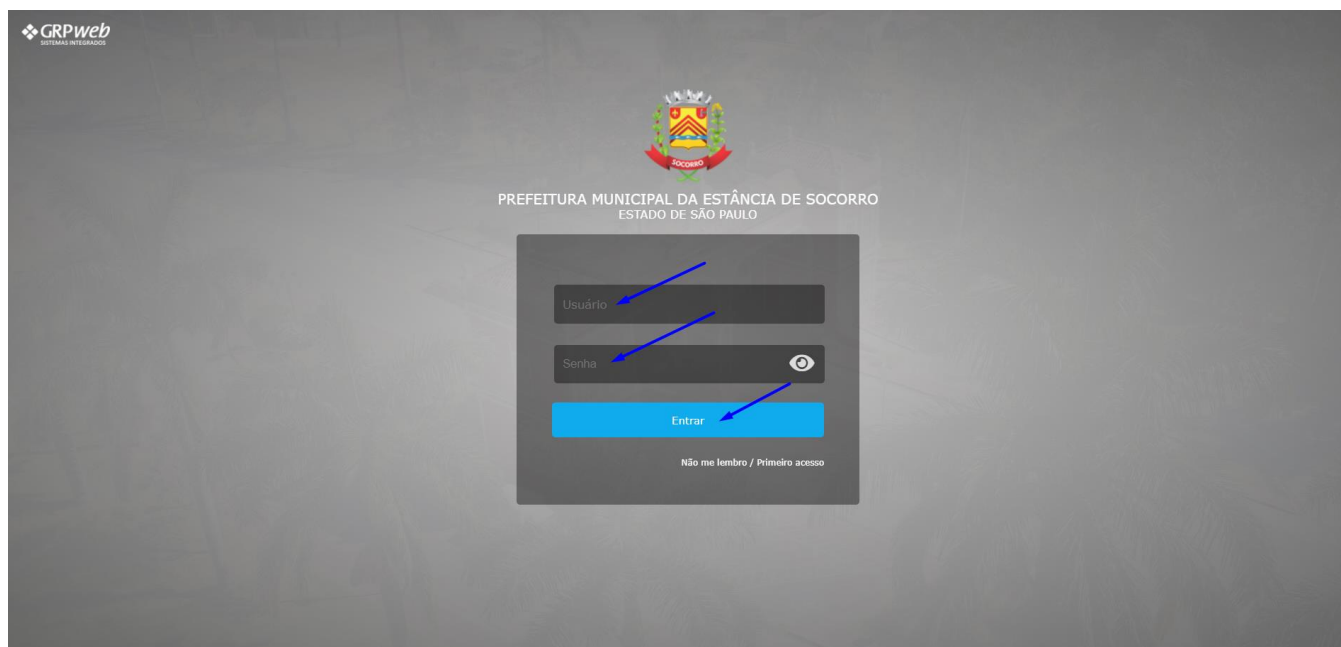 GRPweb
SISTEMAS INTEGRADOS
SOCORRO
PREFEITURA MUNICIPAL DA ESTÂNCIA DE SOCORRO
ESTADO DE SÃO PAULO
Usuário
Senha
Entrar
Não me lembro / Primeiro acesso